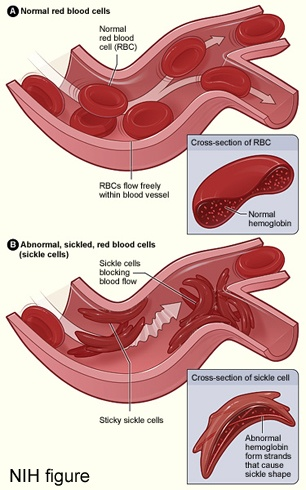 A Normal red blood cells
Normal
red blood
cell (RBC)
RBCs flow freely
within blood vessel
Cross-section of RBC
Normal
hemoglobin
B Abnormal, sickled, red blood cells
(sickle cells)
Sickle cells
blocking
blood flow
Sticky sickle cells
Cross-section of sickle cell
Abnormal
hemoglobin
form strands
that cause
sickle shape
NIH figure